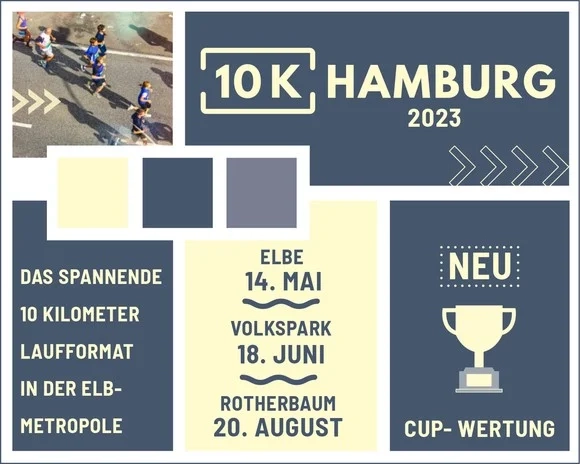 10 K HAMBURG
2023
DAS SPANNENDE
10 KILOMETER
LAUFFORMAT
IN DER ELB-
METROPOLE
ELBE
14. MAI
VOLKSPARK
18. JUNI
ROTHERBAUM
20. AUGUST
NEU
CUP- WERTUNG